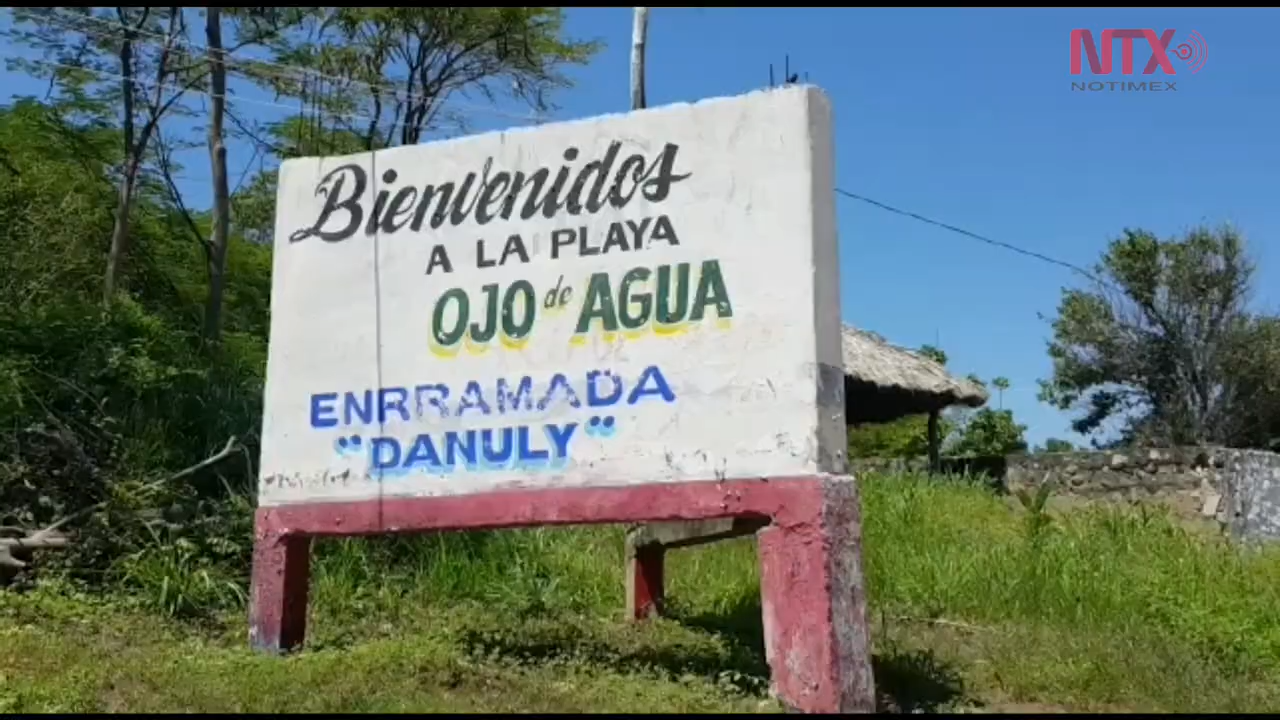 NTX
NOTIMEX
Bienvenidos
A LA PLAYA
OJO de AGUA
ENRRAMADA
"DANULY"